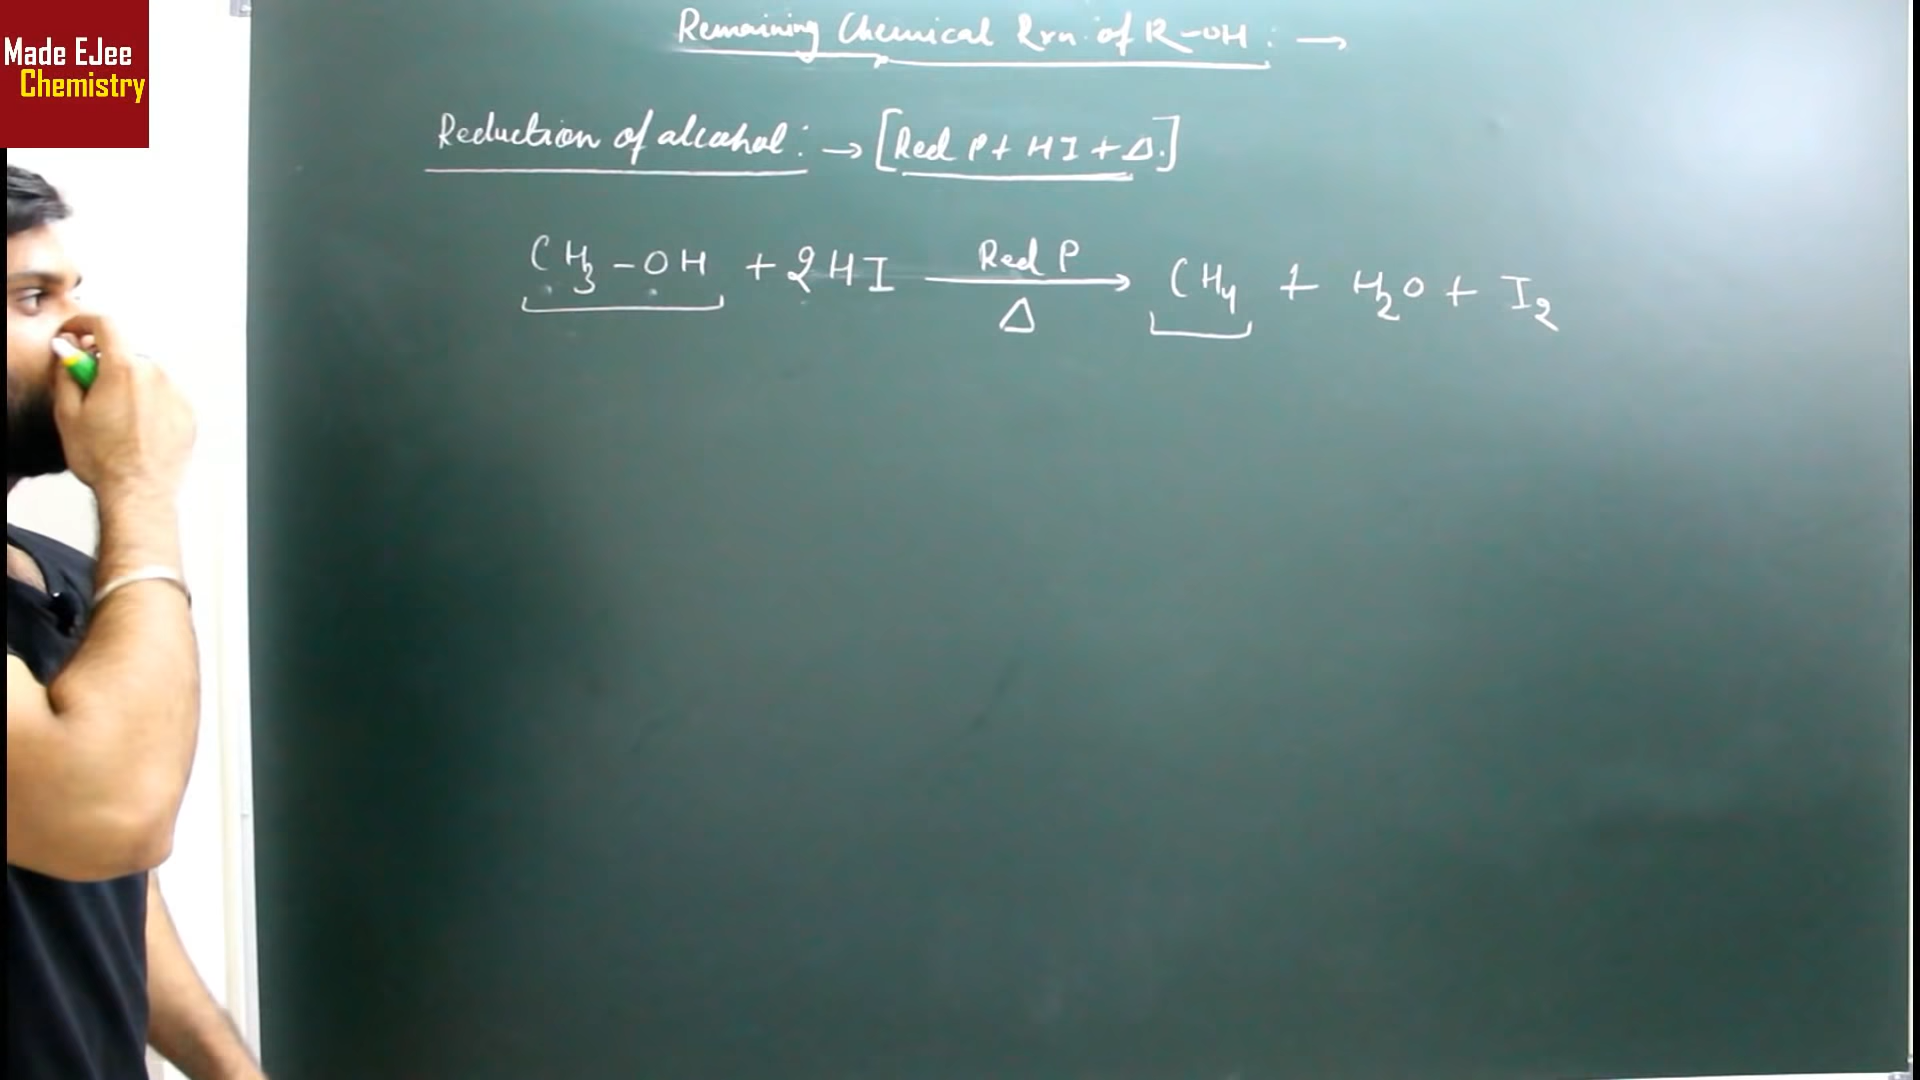 Made EJee
Chemistry
Remaining Chemical Rxn. of R-OH : →
Reduction of alcahol : → [Red P + HI + Δ.]
CH₃-OH + 2HI Red P → Δ CH₄ + H₂O + I₂